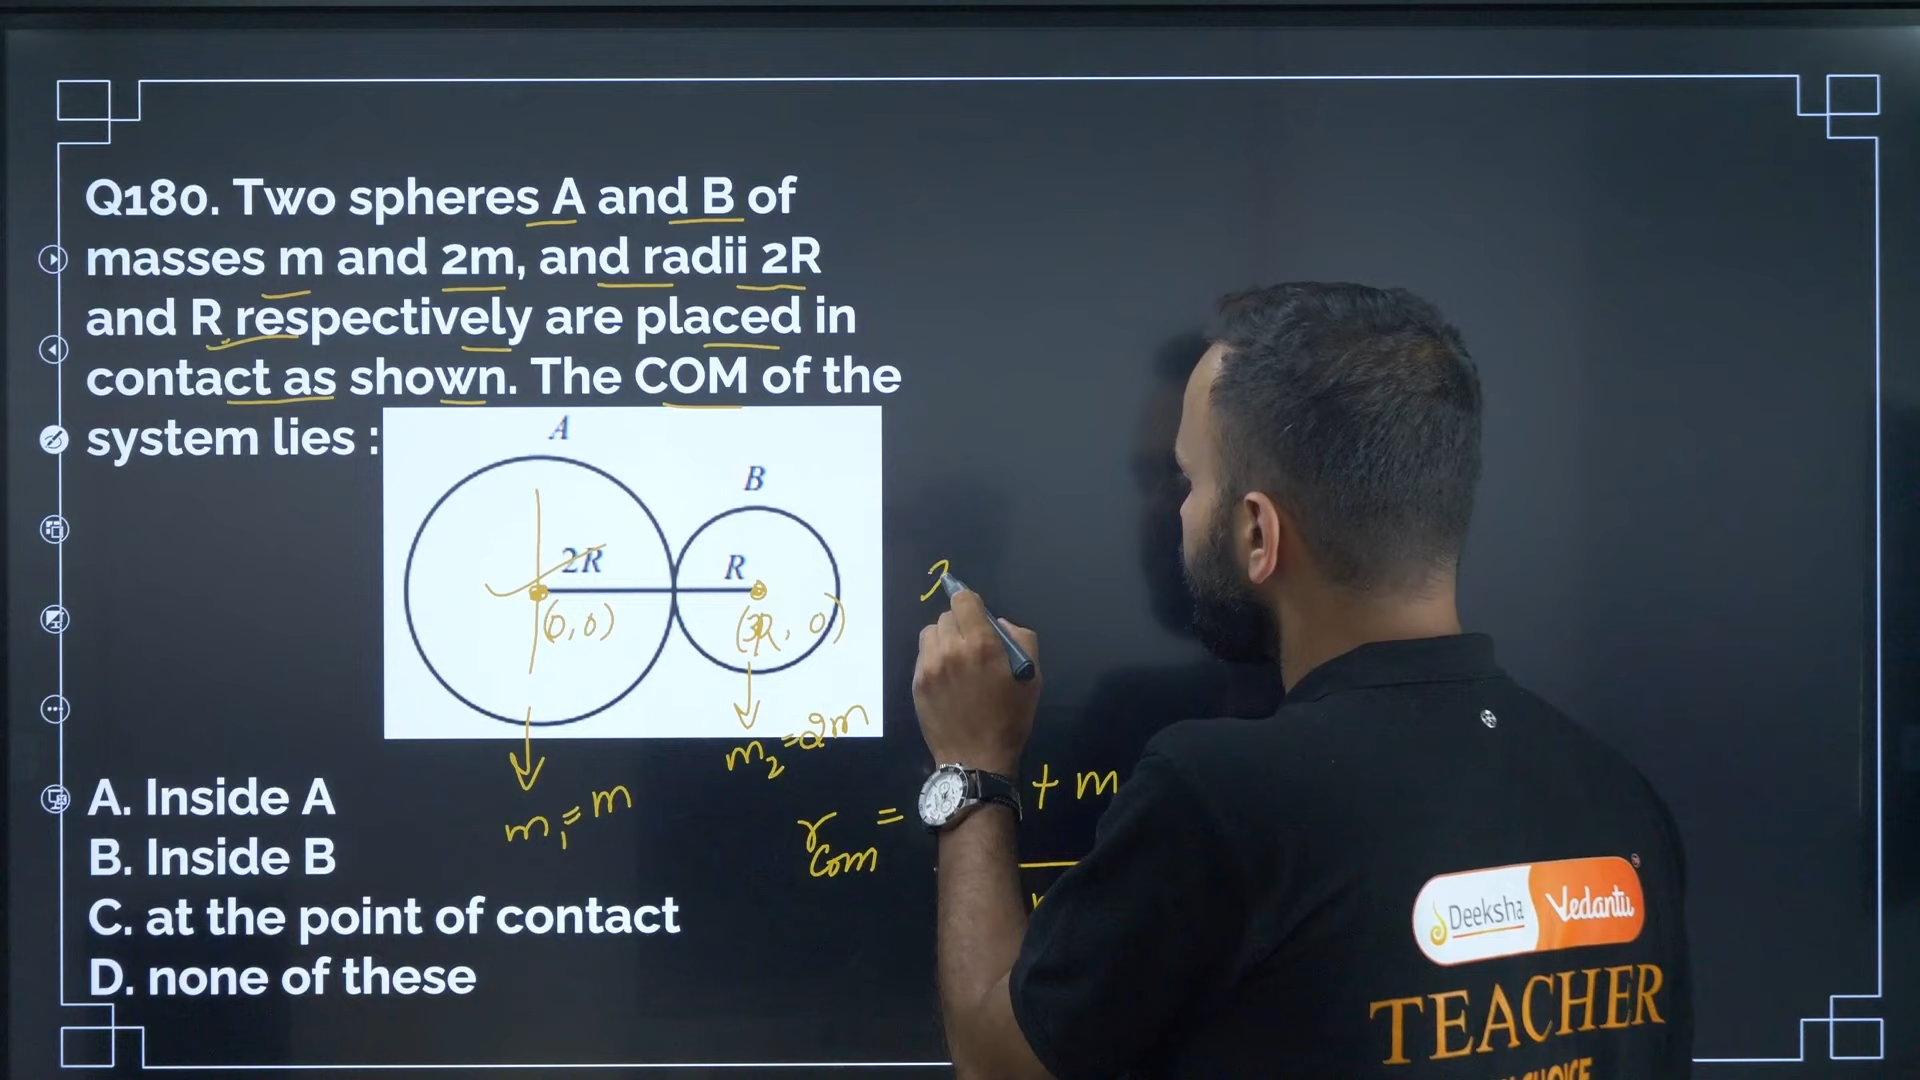 Q180. Two spheres A and B of
masses m and 2m, and radii 2R
and R respectively are placed in
contact as shown. The COM of the
system lies :
A
B
2R
R
(0,0)
(3R, 0)
m₂=2m
m₁=m
r com =
+ m
A. Inside A
B. Inside B
C. at the point of contact
D. none of these
Deeksha Vedantu
TEACHER